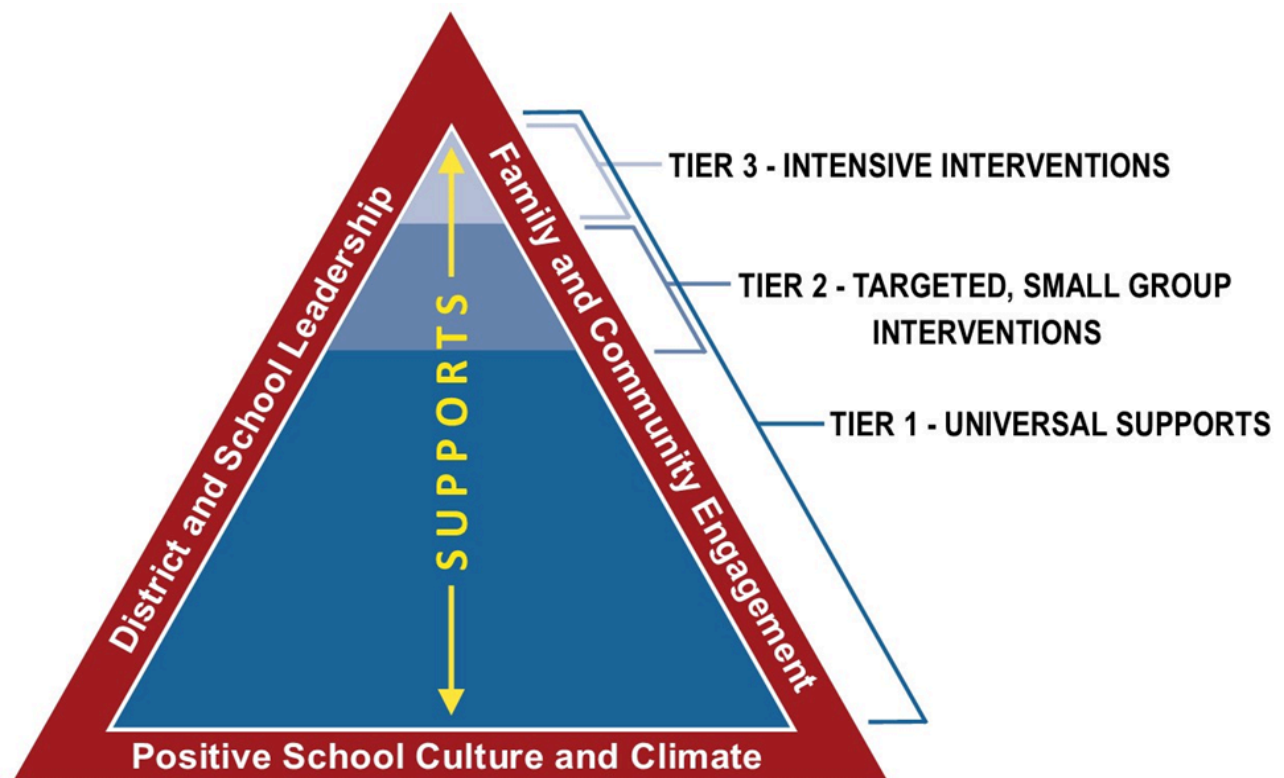 District and School Leadership
Family and Community Engagement
SUPPORTS
Positive School Culture and Climate
TIER 3 - INTENSIVE INTERVENTIONS
TIER 2 - TARGETED, SMALL GROUP
INTERVENTIONS
TIER 1 - UNIVERSAL SUPPORTS